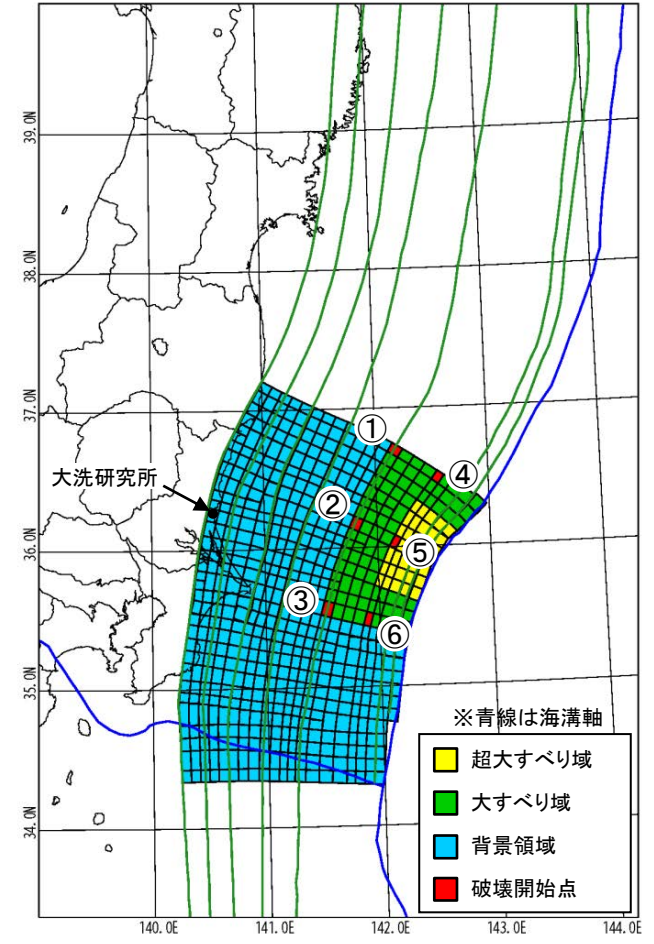 39.0N
38.0N
37.0N
36.0N
35.0N
34.0N
大洗研究所
①
④
②
⑤
③
⑥
※青線は海溝軸
超大すべり域
大すべり域
背景領域
破壊開始点
140.0E
141.0E
142.0E
143.0E
144.0E